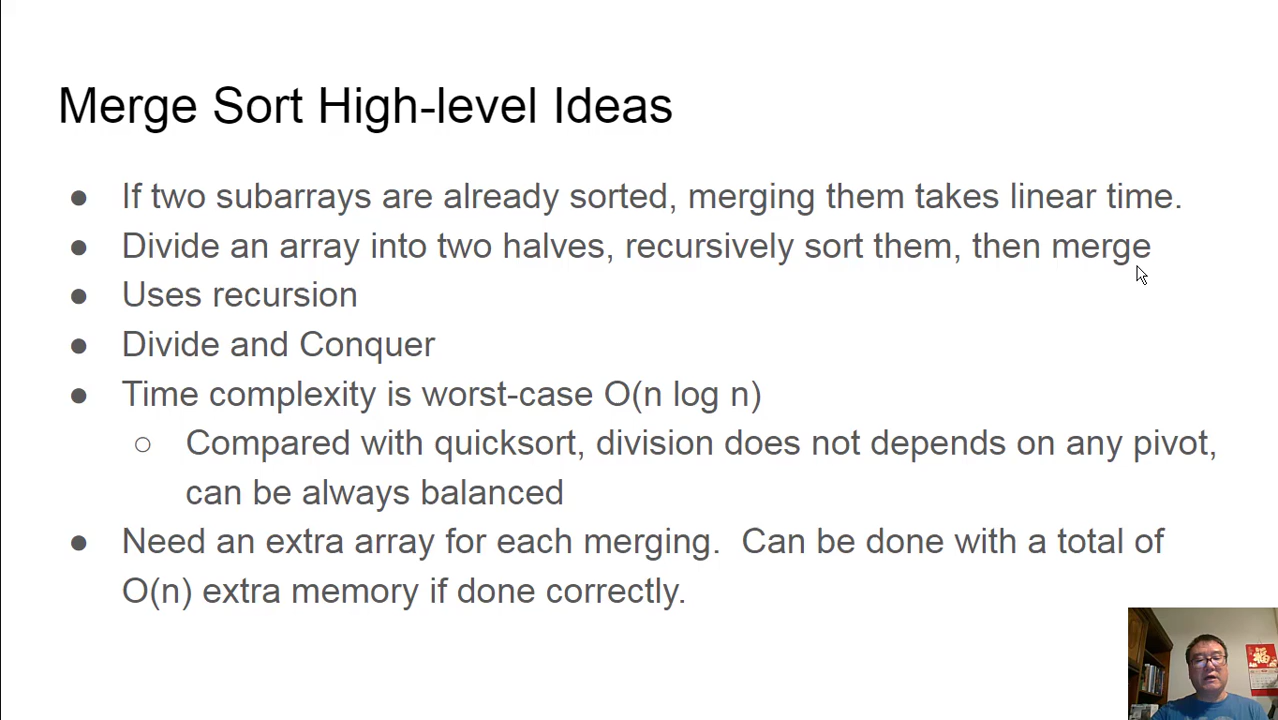 Merge Sort High-level Ideas
● If two subarrays are already sorted, merging them takes linear time.
● Divide an array into two halves, recursively sort them, then merge
● Uses recursion
● Divide and Conquer
● Time complexity is worst-case O(n log n)
○ Compared with quicksort, division does not depends on any pivot,
can be always balanced
● Need an extra array for each merging.  Can be done with a total of
O(n) extra memory if done correctly.
福